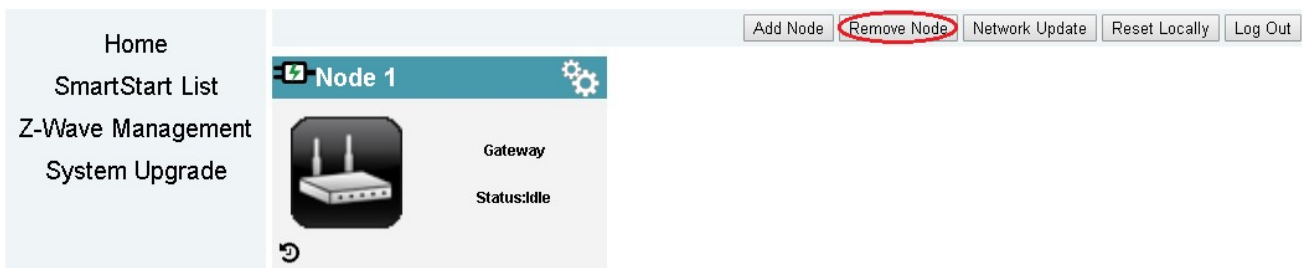 Home
SmartStart List
Z-Wave Management
System Upgrade
Add Node Remove Node Network Update Reset Locally Log Out
Node 1
Gateway
Status:Idle